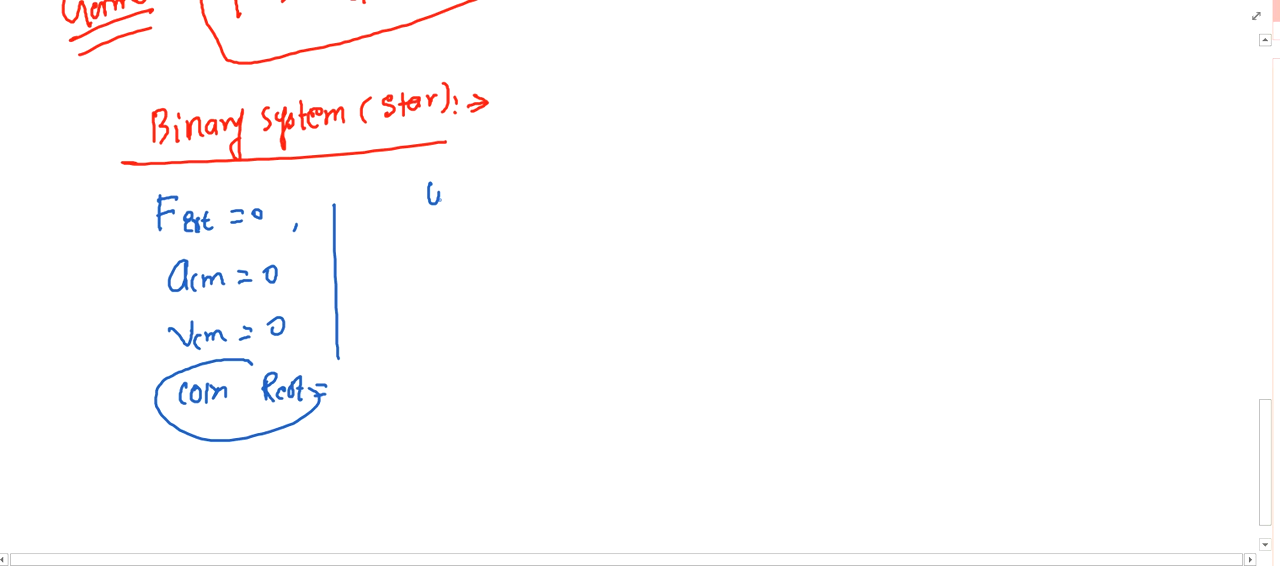 Binary system (star): →
Fext = 0 ,
acm = 0
Vcm = 0
com Rest =